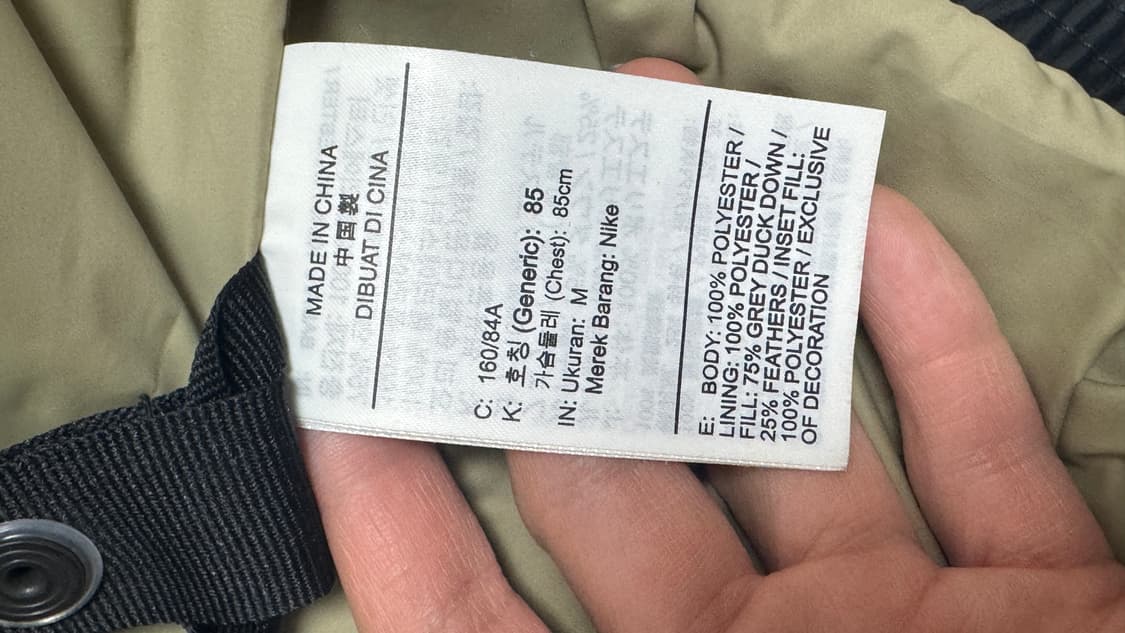 MADE IN CHINA
中国製
DIBUAT DI CINA
C: 160/84A
K: 호칭 (Generic): 85
가슴둘레 (Chest): 85cm
IN: Ukuran: M
Merek Barang: Nike
E: BODY: 100% POLYESTER /
LINING: 100% POLYESTER /
FILL: 75% GREY DUCK DOWN /
25% FEATHERS / INSET FILL:
100% POLYESTER / EXCLUSIVE
OF DECORATION